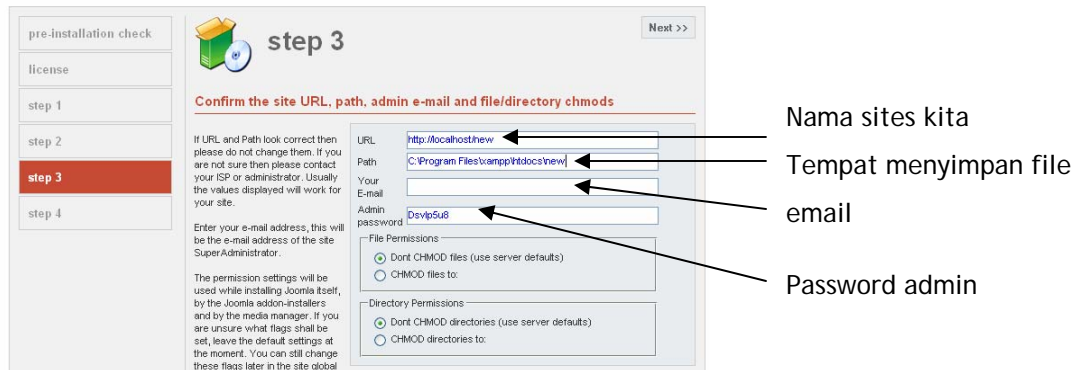 pre-installation check
license
step 1
step 2
step 3
step 4
step 3
Next >>
Confirm the site URL, path, admin e-mail and file/directory chmods
If URL and Path look correct then
please do not change them. If you
are not sure then please contact
your ISP or administrator. Usually
the values displayed will work for
your site.
Enter your e-mail address, this will
be the e-mail address of the site
SuperAdministrator.
The permission settings will be
used while installing Joomla itself,
by the Joomla addon-installers
and by the media manager. If you
are unsure what flags shall be
set, leave the default settings at
the moment. You can still change
these flags later in the site global
URL http://localhost/new
Path C:\Program Files\xampp\htdocs\new
Your
E-mail
Admin
password Dsvlp5u8
File Permissions
Dont CHMOD files (use server defaults)
CHMOD files to:
Directory Permissions
Dont CHMOD directories (use server defaults)
CHMOD directories to:
Nama sites kita
Tempat menyimpan file
email
Password admin